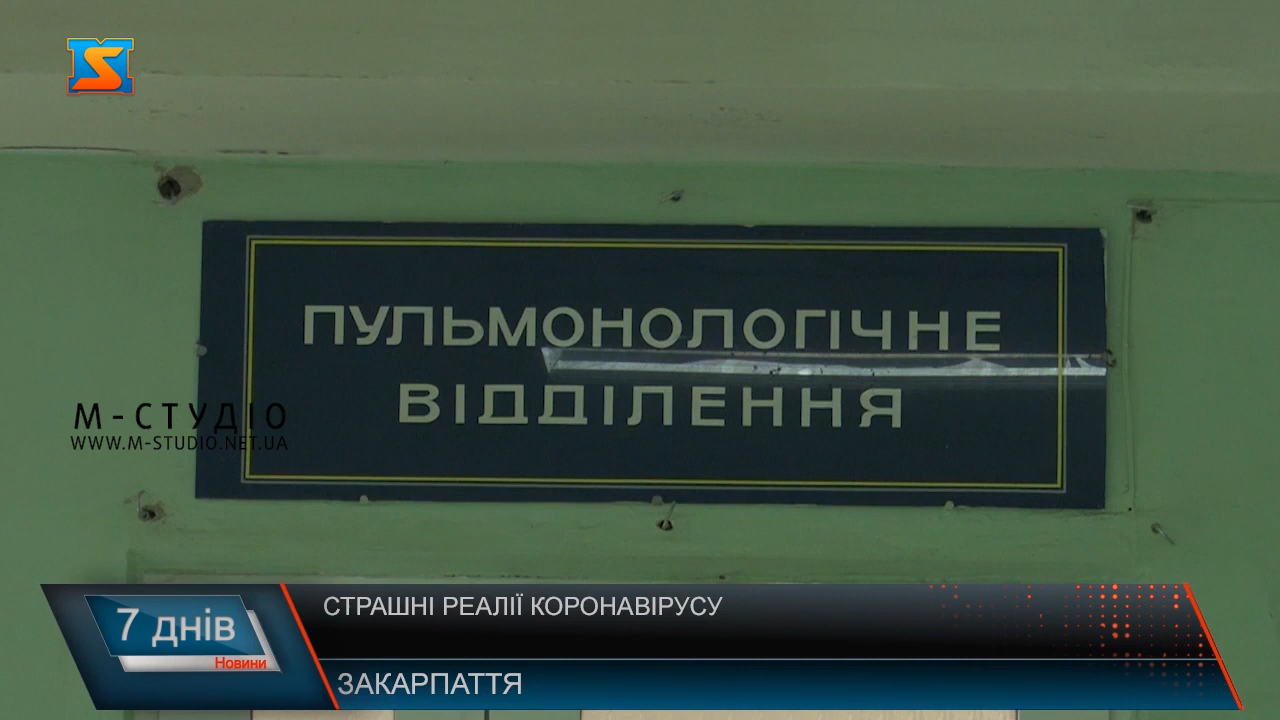 ПУЛЬМОНОЛОГІЧНЕ
ВІДДІЛЕННЯ
М-СТУДІО
WWW.M-STUDIO.NET.UA
СТРАШНІ РЕАЛІЇ КОРОНАВІРУСУ
7 днів
Новини
ЗАКАРПАТТЯ